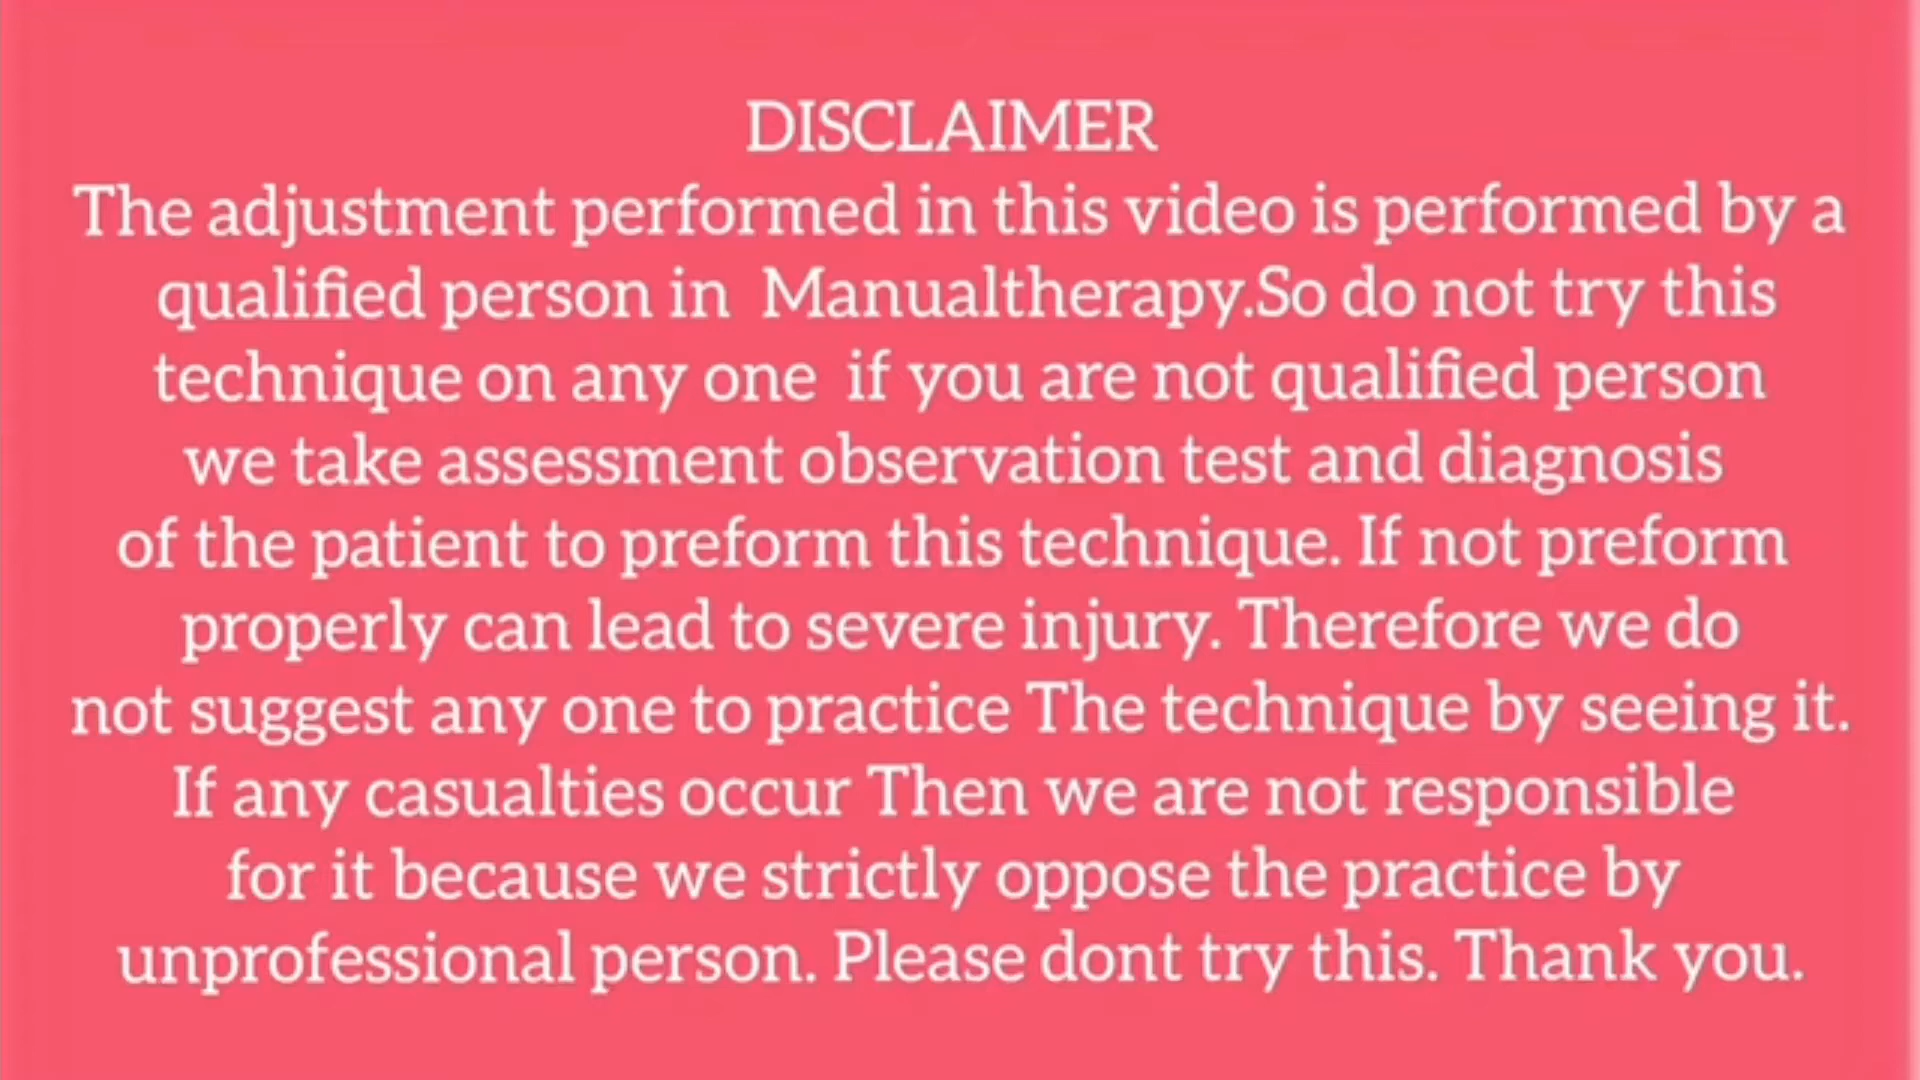 DISCLAIMER
The adjustment performed in this video is performed by a
qualified person in  Manualtherapy.So do not try this
technique on any one  if you are not qualified person
we take assessment observation test and diagnosis
of the patient to preform this technique. If not preform
properly can lead to severe injury. Therefore we do
not suggest any one to practice The technique by seeing it.
If any casualties occur Then we are not responsible
for it because we strictly oppose the practice by
unprofessional person. Please dont try this. Thank you.